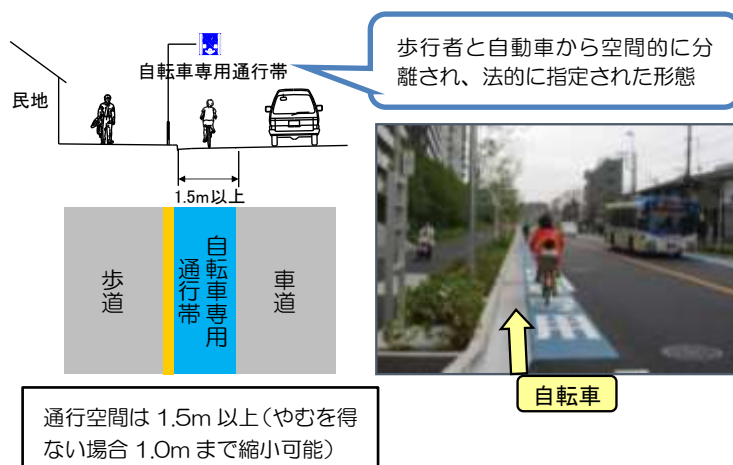 歩行者と自動車から空間的に分
離され、法的に指定された形態
自転車専用通行帯
民地
1.5m以上
歩道
自転車専用
通行帯
車道
自転車
通行空間は 1.5m 以上（やむを得
ない場合 1.0m まで縮小可能）